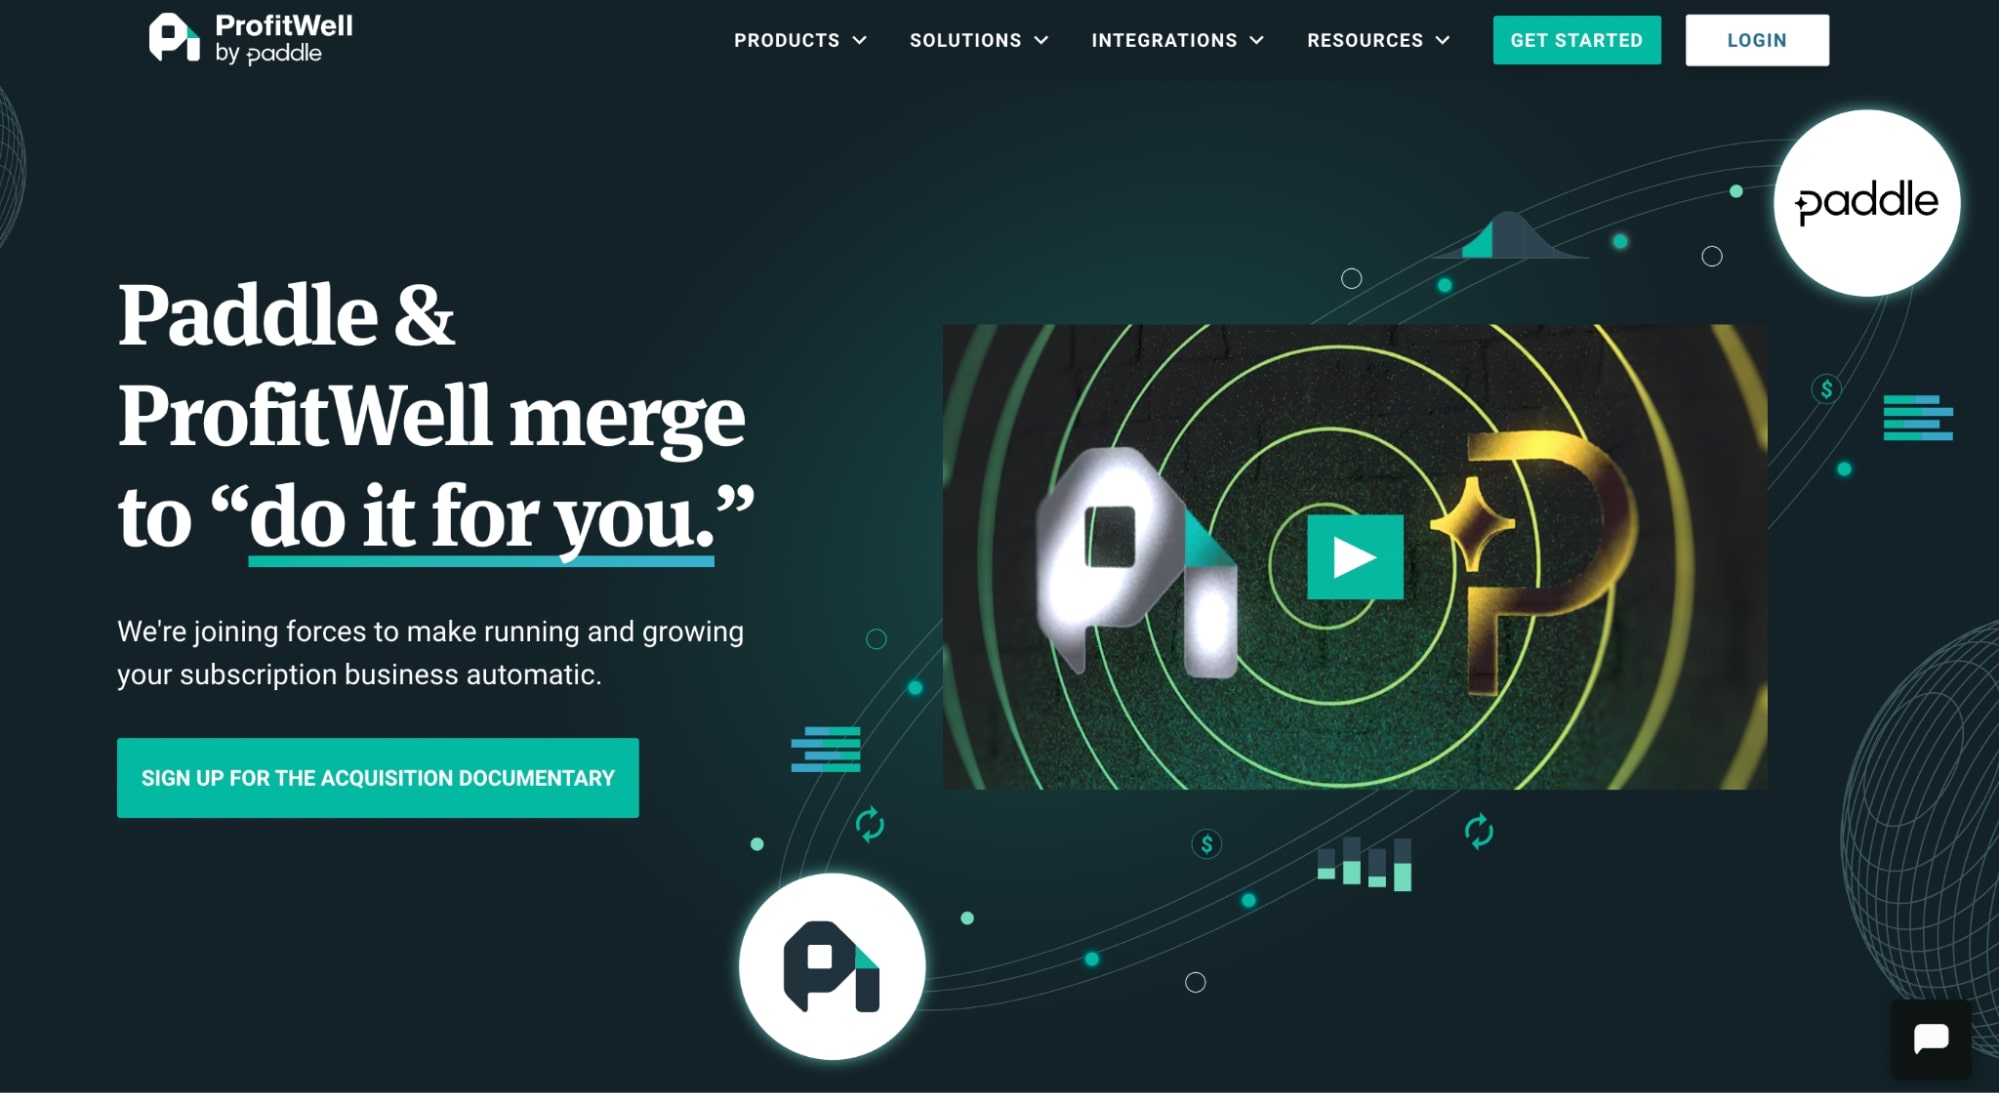 ProfitWell
by paddle
PRODUCTS
SOLUTIONS
INTEGRATIONS
RESOURCES
GET STARTED
LOGIN
paddle
Paddle &
ProfitWell merge
to “do it for you.”
We're joining forces to make running and growing
your subscription business automatic.
SIGN UP FOR THE ACQUISITION DOCUMENTARY
$
$